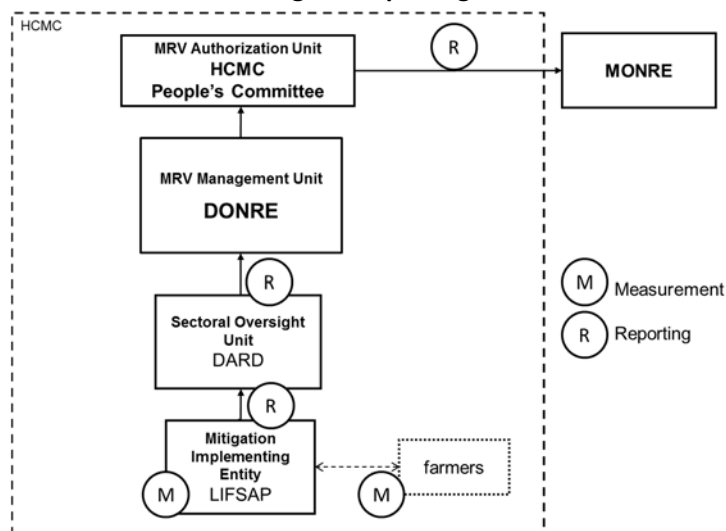 HCMC
MRV Authorization Unit
HCMC
People's Committee
R
MONRE
MRV Management Unit
DONRE
R
Sectoral Oversight
Unit
DARD
M Measurement
R Reporting
R
Mitigation
Implementing
Entity
LIFSAP
M
farmers
M